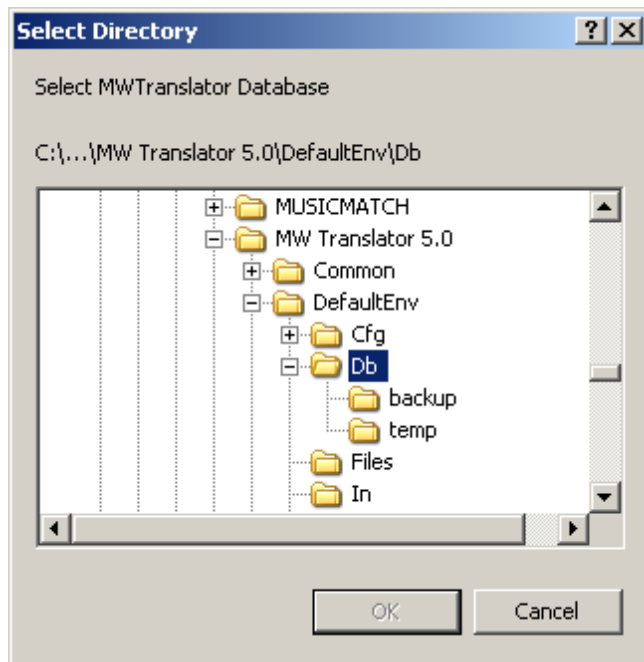 Select Directory
Select MWTranslator Database
C:\...\MW Translator 5.0\DefaultEnv\Db
MUSICMATCH
MW Translator 5.0
Common
DefaultEnv
Cfg
Db
backup
temp
Files
In
OK Cancel